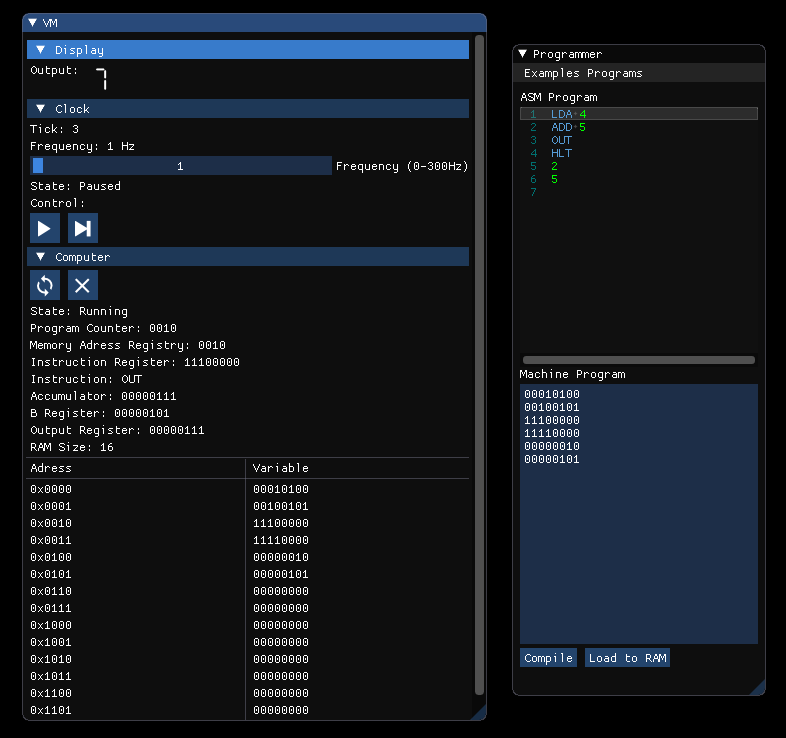 VM
Display
Output: 7
Clock
Tick: 3
Frequency: 1 Hz
1 Frequency (0-300Hz)
State: Paused
Control:
Computer
State: Running
Program Counter: 0010
Memory Adress Registry: 0010
Instruction Register: 11100000
Instruction: OUT
Accumulator: 00000111
B Register: 00000101
Output Register: 00000111
RAM Size: 16
Adress Variable
0x0000 00010100
0x0001 00100101
0x0010 11100000
0x0011 11110000
0x0100 00000010
0x0101 00000101
0x0110 00000000
0x0111 00000000
0x1000 00000000
0x1001 00000000
0x1010 00000000
0x1011 00000000
0x1100 00000000
0x1101 00000000
Programmer
Examples Programs
ASM Program
1 LDA·4
2 ADD·5
3 OUT
4 HLT
5 2
6 5
7
Machine Program
00010100
00100101
11100000
11110000
00000010
00000101
Compile Load to RAM